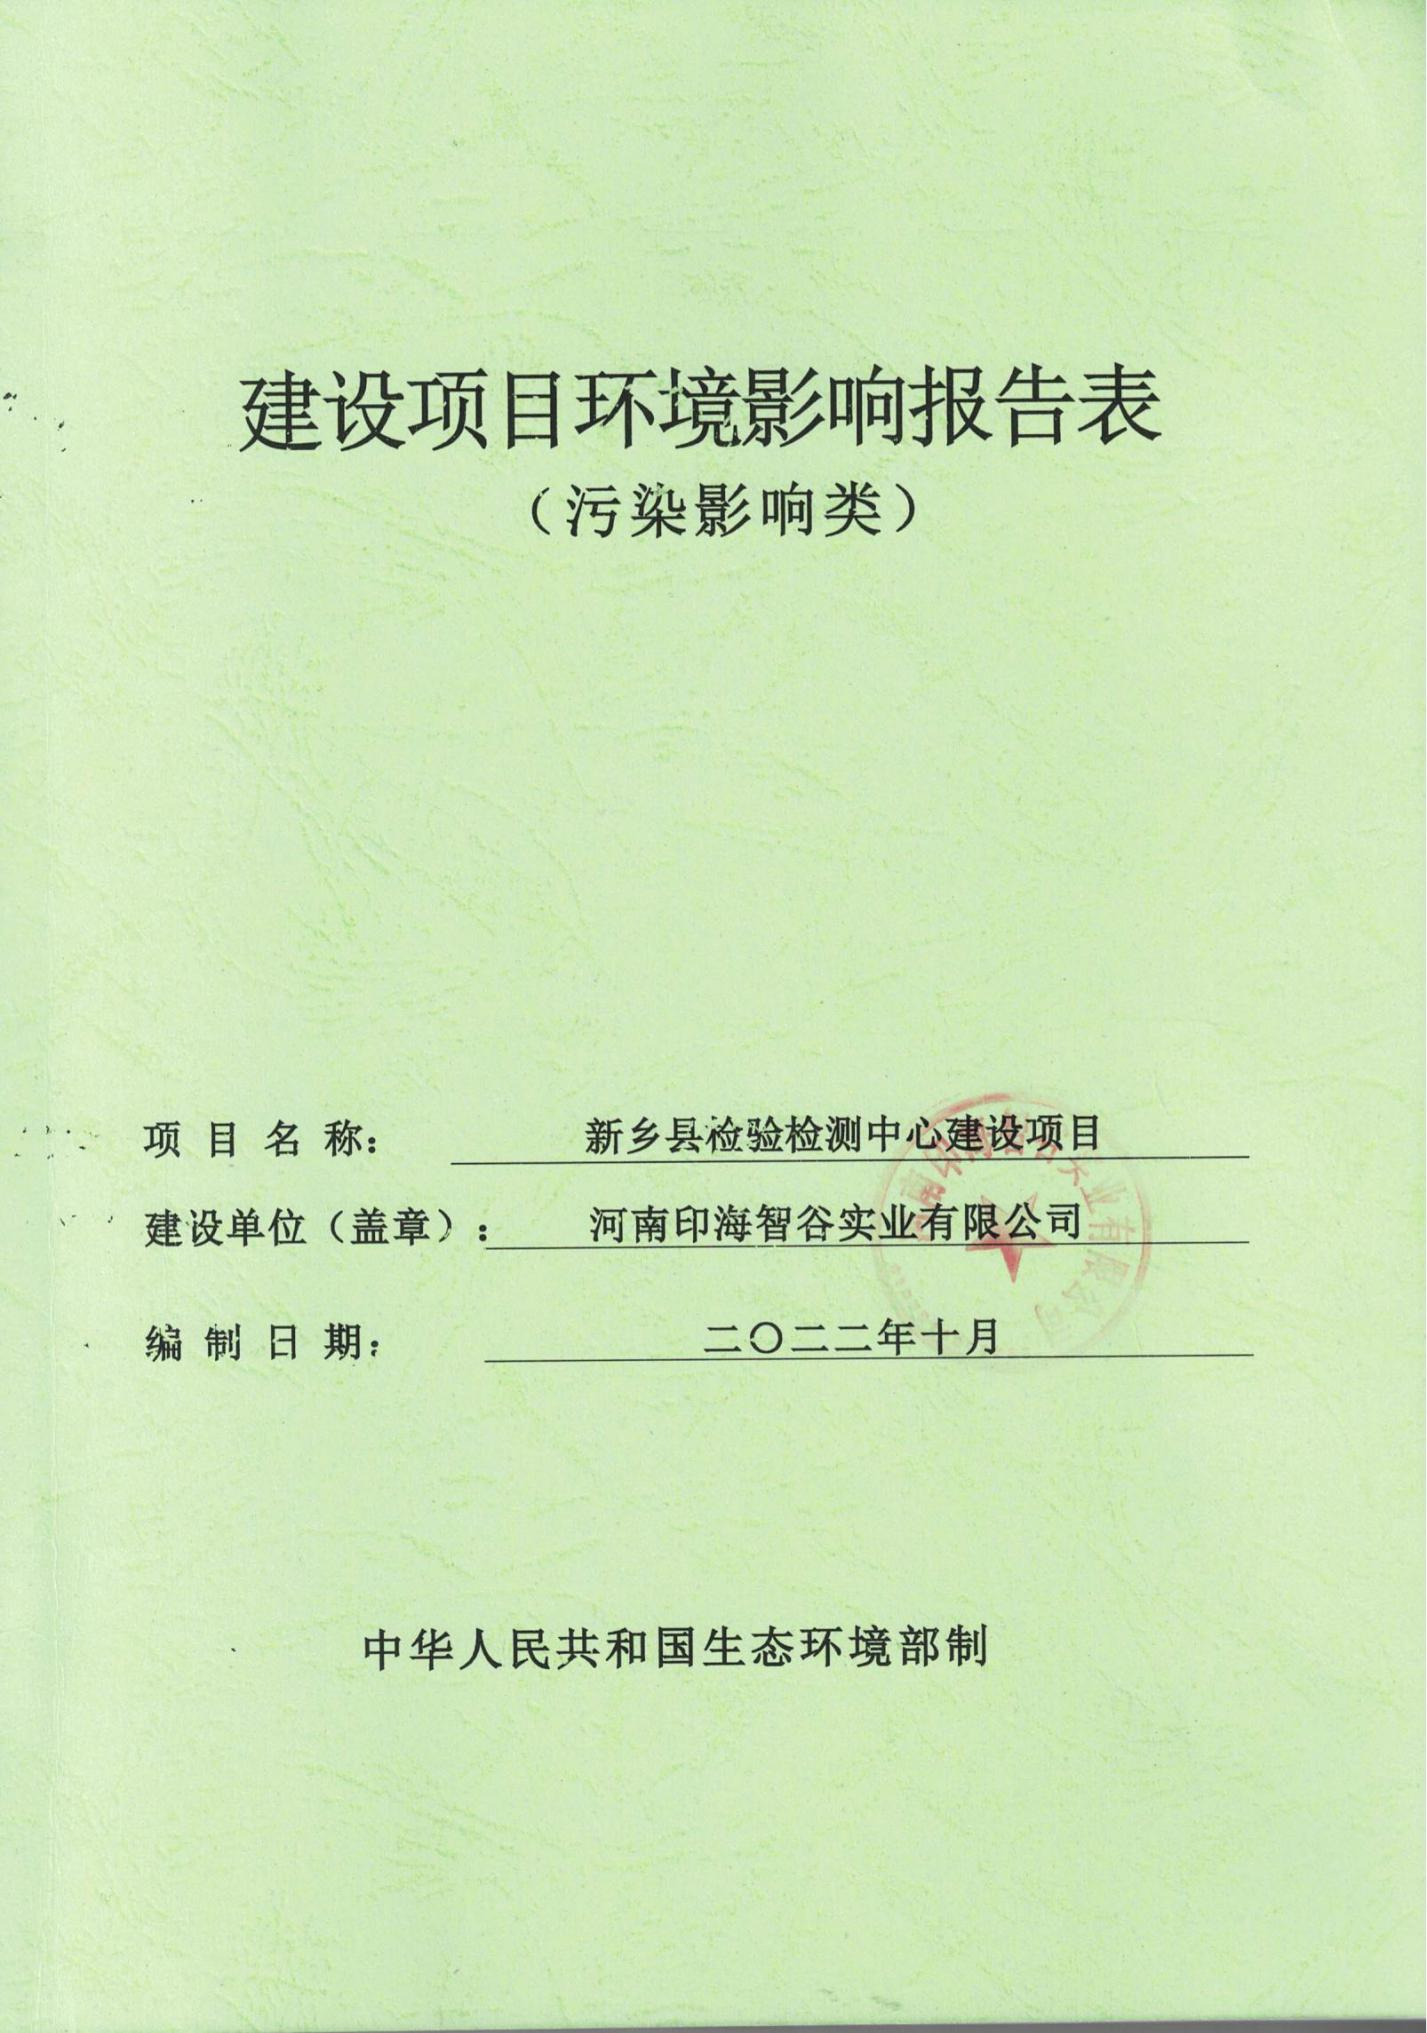 建设项目环境影响报告表
（污染影响类）
项目名称： 新乡县检验检测中心建设项目
建设单位（盖章）： 河南印海智谷实业有限公司
编制日期： 二〇二二年十月
中华人民共和国生态环境部制